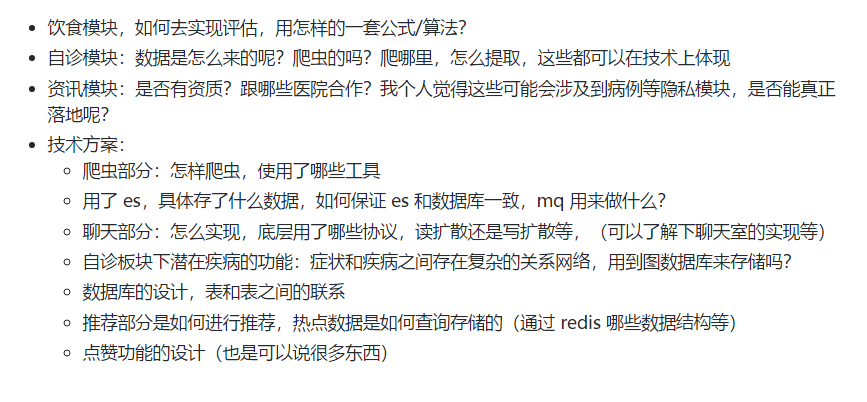 饮食模块，如何去实现评估，用怎样的一套公式/算法？
自诊模块：数据是怎么来的呢？爬虫的吗？爬哪里，怎么提取，这些都可以在技术上体现
资讯模块：是否有资质？跟哪些医院合作？我个人觉得这些可能会涉及到病例等隐私模块，是否能真正
落地呢？
技术方案：
爬虫部分：怎样爬虫，使用了哪些工具
用了 es，具体存了什么数据，如何保证 es 和数据库一致，mq 用来做什么？
聊天部分：怎么实现，底层用了哪些协议，读扩散还是写扩散等，（可以了解下聊天室的实现等）
自诊板块下潜在疾病的功能：症状和疾病之间存在复杂的关系网络，用到图数据库来存储吗？
数据库的设计，表和表之间的联系
推荐部分是如何进行推荐，热点数据是如何查询存储的（通过 redis 哪些数据结构等）
点赞功能的设计（也是可以说很多东西）